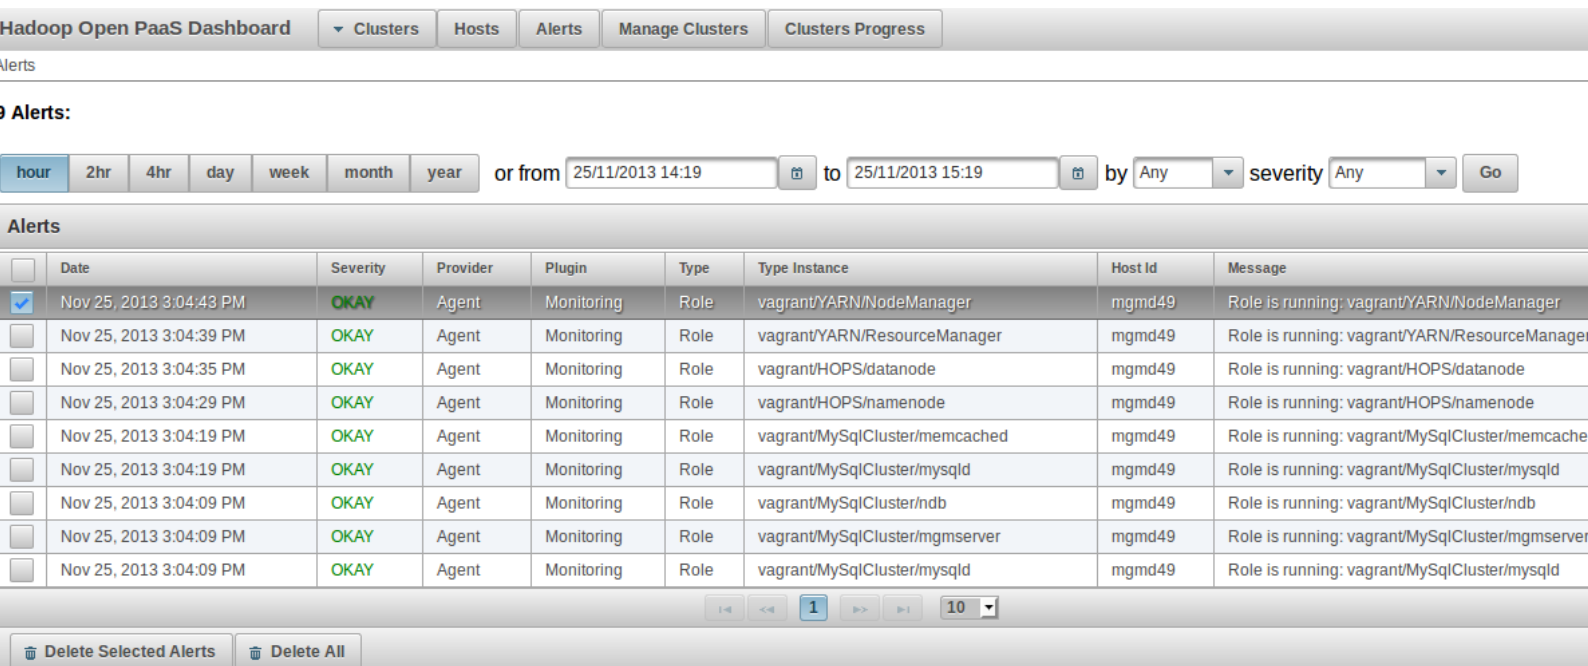 Hadoop Open PaaS Dashboard Clusters Hosts Alerts Manage Clusters Clusters Progress
Alerts
9 Alerts:
hour 2hr 4hr day week month year or from 25/11/2013 14:19 to 25/11/2013 15:19 by Any severity Any Go
Alerts
Date Severity Provider Plugin Type Type Instance Host Id Message
Nov 25, 2013 3:04:43 PM OKAY Agent Monitoring Role vagrant/YARN/NodeManager mgmd49 Role is running: vagrant/YARN/NodeManager
Nov 25, 2013 3:04:39 PM OKAY Agent Monitoring Role vagrant/YARN/ResourceManager mgmd49 Role is running: vagrant/YARN/ResourceManager
Nov 25, 2013 3:04:35 PM OKAY Agent Monitoring Role vagrant/HOPS/datanode mgmd49 Role is running: vagrant/HOPS/datanode
Nov 25, 2013 3:04:29 PM OKAY Agent Monitoring Role vagrant/HOPS/namenode mgmd49 Role is running: vagrant/HOPS/namenode
Nov 25, 2013 3:04:19 PM OKAY Agent Monitoring Role vagrant/MySqlCluster/memcached mgmd49 Role is running: vagrant/MySqlCluster/memcache
Nov 25, 2013 3:04:19 PM OKAY Agent Monitoring Role vagrant/MySqlCluster/mysqld mgmd49 Role is running: vagrant/MySqlCluster/mysqld
Nov 25, 2013 3:04:09 PM OKAY Agent Monitoring Role vagrant/MySqlCluster/ndb mgmd49 Role is running: vagrant/MySqlCluster/ndb
Nov 25, 2013 3:04:09 PM OKAY Agent Monitoring Role vagrant/MySqlCluster/mgmserver mgmd49 Role is running: vagrant/MySqlCluster/mgmserver
Nov 25, 2013 3:04:09 PM OKAY Agent Monitoring Role vagrant/MySqlCluster/mysqld mgmd49 Role is running: vagrant/MySqlCluster/mysqld
1 10
Delete Selected Alerts Delete All